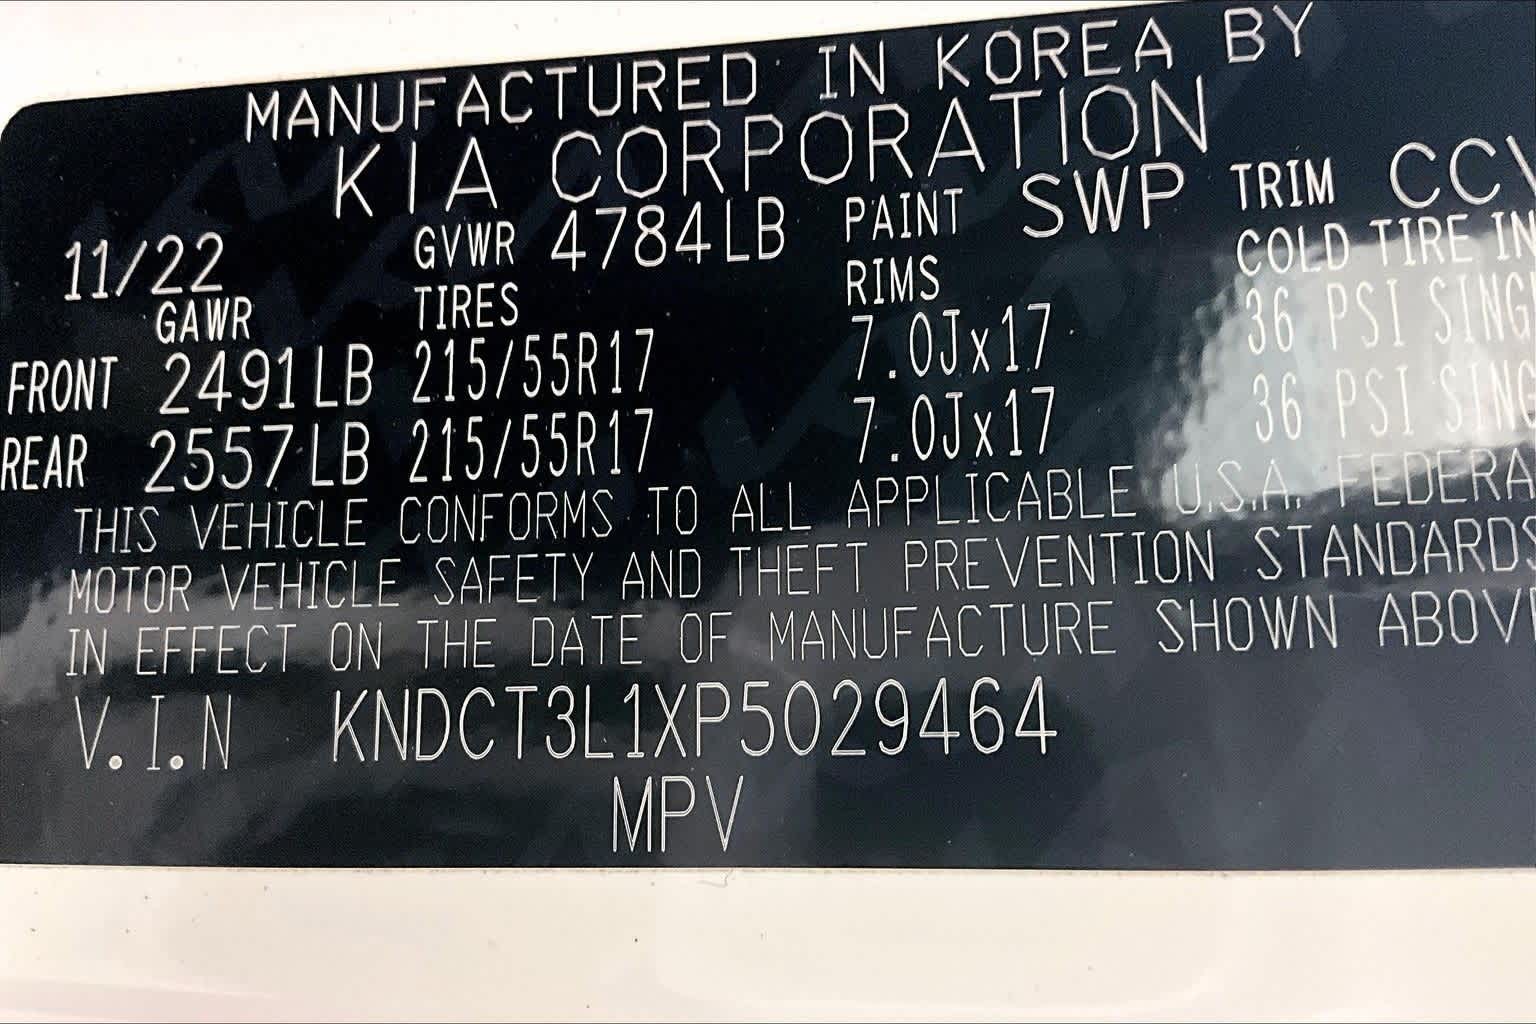 MANUFACTURED IN KOREA BY
KIA CORPORATION
11/22 GVWR 4784LB PAINT SWP TRIM
GAWR TIRES RIMS COLD TIRE
FRONT 2491LB 215/55R17 7.0Jx17 36 PSI
REAR 2557LB 215/55R17 7.0Jx17 36 PSI
THIS VEHICLE CONFORMS TO ALL APPLICABLE U.S.A.
MOTOR VEHICLE SAFETY AND THEFT PREVENTION STANDARDS
IN EFFECT ON THE DATE OF MANUFACTURE SHOWN
V.I.N KNDCT3L1XP5029464
MPV